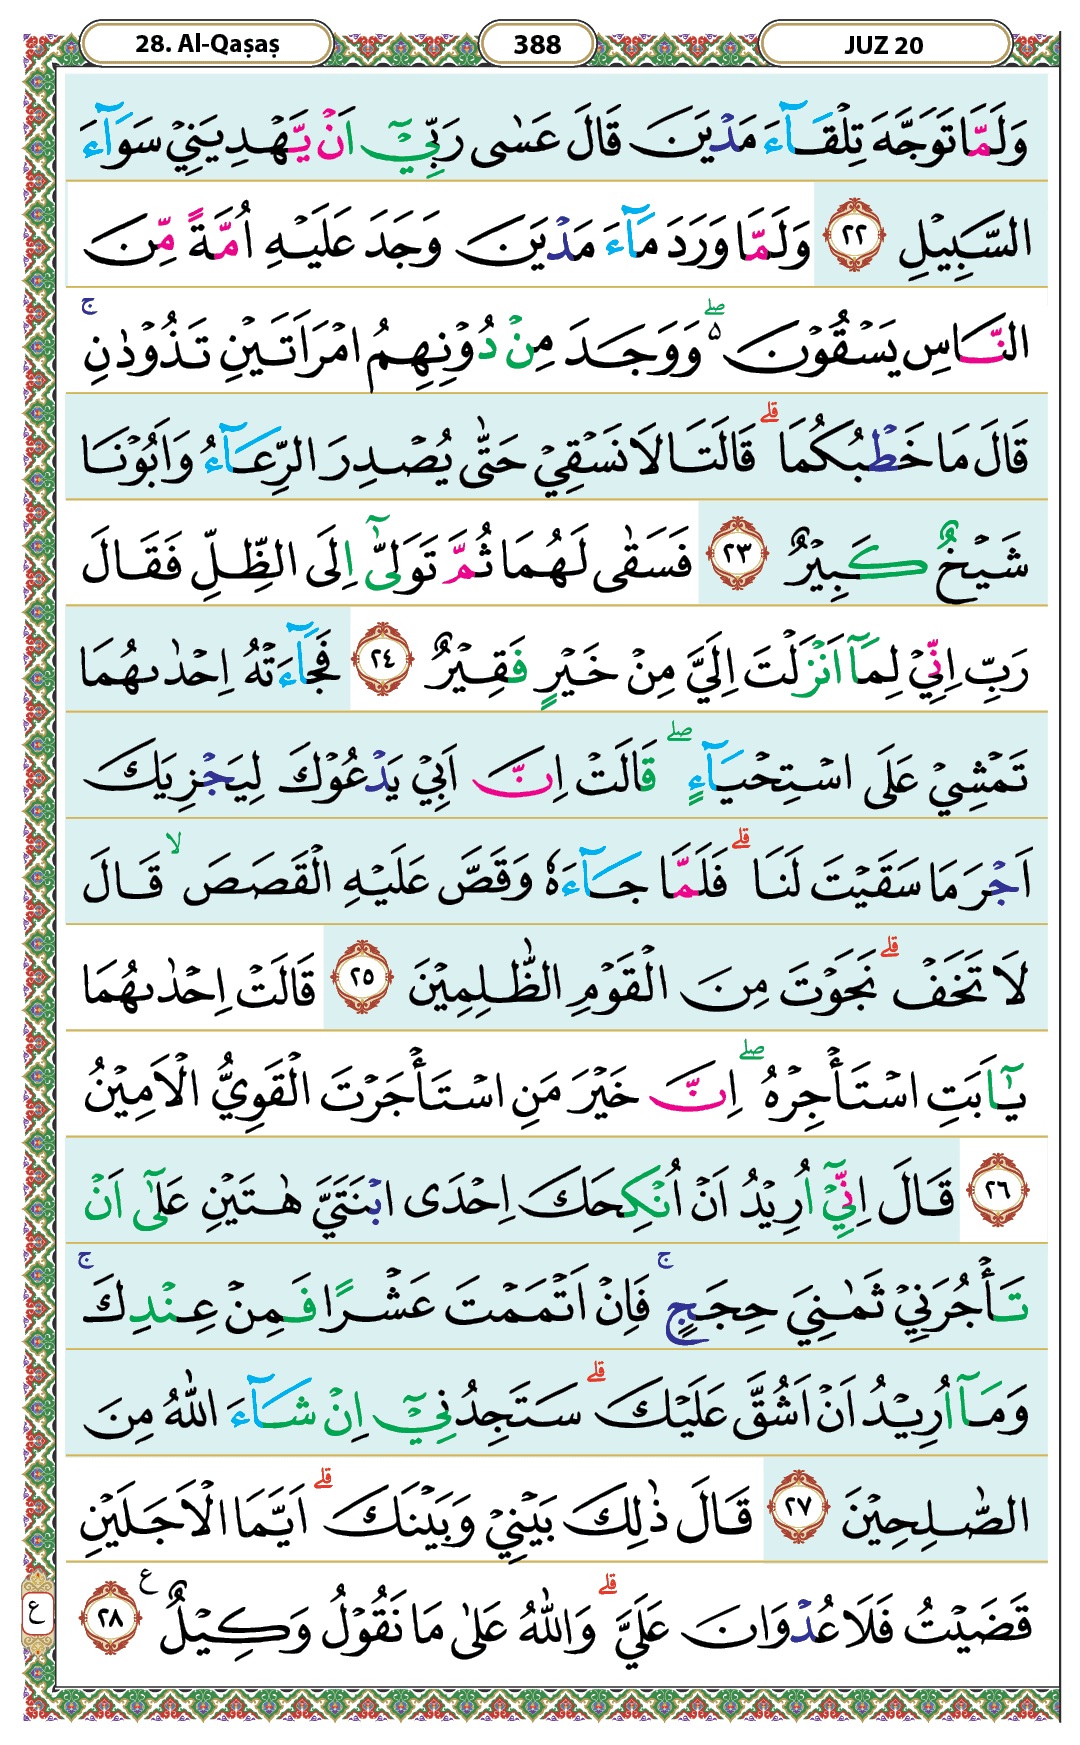 28. Al-Qaṣaṣ 388 JUZ 20
وَلَمَّا تَوَجَّهَ تِلْقَآءَ مَدْيَنَ قَالَ عَسٰى رَبِّيْٓ اَنْ يَّهْدِيَنِيْ سَوَآءَ
السَّبِيْلِ ٢٢ وَلَمَّا وَرَدَ مَآءَ مَدْيَنَ وَجَدَ عَلَيْهِ اُمَّةً مِّنَ
النَّاسِ يَسْقُوْنَ ەۖ وَوَجَدَ مِنْ دُوْنِهِمُ امْرَاَتَيْنِ تَذُوْدٰنِۚ
قَالَ مَا خَطْبُكُمَاۗ قَالَتَا لَا نَسْقِيْ حَتّٰى يُصْدِرَ الرِّعَآءُ وَاَبُوْنَا
شَيْخٌ كَبِيْرٌ ٢٣ فَسَقٰى لَهُمَا ثُمَّ تَوَلّٰىٓ اِلَى الظِّلِّ فَقَالَ
رَبِّ اِنِّيْ لِمَآ اَنْزَلْتَ اِلَيَّ مِنْ خَيْرٍ فَقِيْرٌ ٢٤ فَجَآءَتْهُ اِحْدٰىهُمَا
تَمْشِيْ عَلَى اسْتِحْيَآءٍۖ قَالَتْ اِنَّ اَبِيْ يَدْعُوْكَ لِيَجْزِيَكَ
اَجْرَ مَا سَقَيْتَ لَنَاۗ فَلَمَّا جَآءَهٗ وَقَصَّ عَلَيْهِ الْقَصَصَۙ قَالَ
لَا تَخَفْۗ نَجَوْتَ مِنَ الْقَوْمِ الظّٰلِمِيْنَ ٢٥ قَالَتْ اِحْدٰىهُمَا
يٰٓاَبَتِ اسْتَأْجِرْهُۖ اِنَّ خَيْرَ مَنِ اسْتَأْجَرْتَ الْقَوِيُّ الْاَمِيْنُ
٢٦ قَالَ اِنِّيْٓ اُرِيْدُ اَنْ اُنْكِحَكَ اِحْدَى ابْنَتَيَّ هٰتَيْنِ عَلٰىٓ اَنْ
تَأْجُرَنِيْ ثَمٰنِيَ حِجَجٍۚ فَاِنْ اَتْمَمْتَ عَشْرًا فَمِنْ عِنْدِكَۚ
وَمَآ اُرِيْدُ اَنْ اَشُقَّ عَلَيْكَۗ سَتَجِدُنِيْٓ اِنْ شَآءَ اللّٰهُ مِنَ
الصّٰلِحِيْنَ ٢٧ قَالَ ذٰلِكَ بَيْنِيْ وَبَيْنَكَۗ اَيَّمَا الْاَجَلَيْنِ
قَضَيْتُ فَلَا عُدْوَانَ عَلَيَّۗ وَاللّٰهُ عَلٰى مَا نَقُوْلُ وَكِيْلٌ ع ٢٨
ع